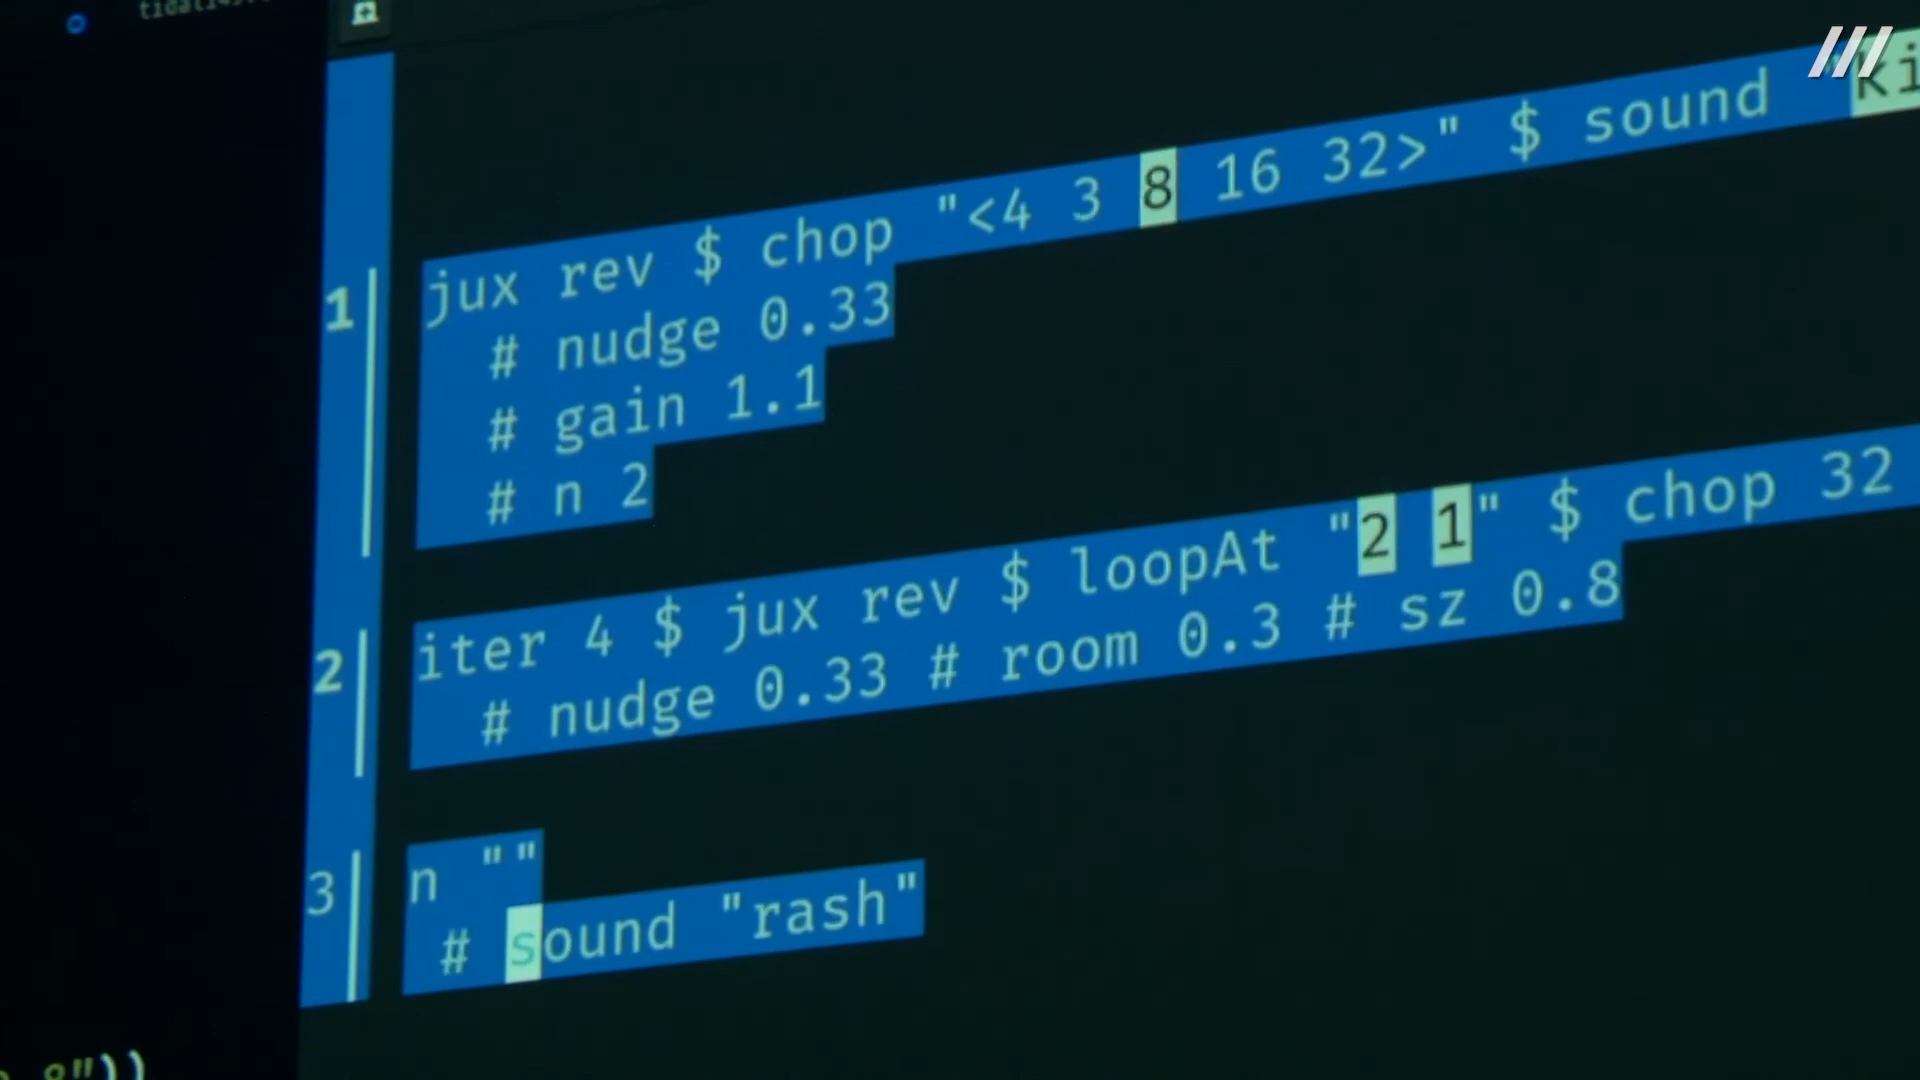 1 jux rev $ chop "<4 3 8 16 32>" $ sound "ki
# nudge 0.33
# gain 1.1
# n 2
2 iter 4 $ jux rev $ loopAt "2 1" $ chop 32
# nudge 0.33 # room 0.3 # sz 0.8
3 n ""
# sound "rash"
8"))